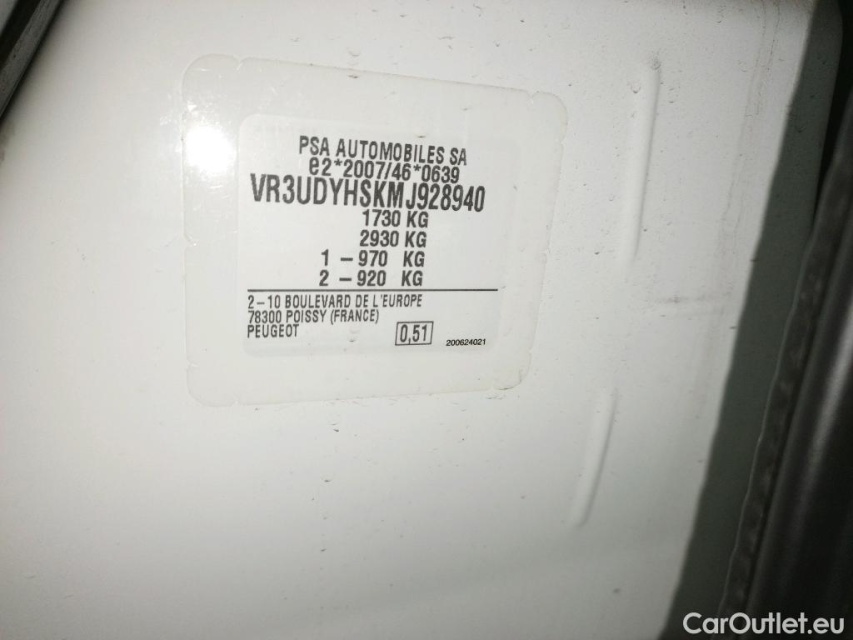 PSA AUTOMOBILES SA
e2*2007/46*0639
VR3UDYHSKMJ928940
1730 KG
2930 KG
1 – 970 KG
2 – 920 KG
2–10 BOULEVARD DE L'EUROPE
78300 POISSY (FRANCE)
PEUGEOT
0,51
200624021
CarOutlet.eu